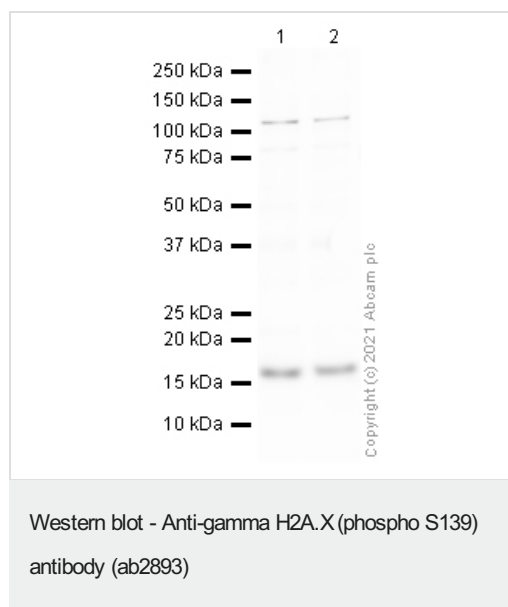 1 2
250 kDa
150 kDa
100 kDa
75 kDa
50 kDa
37 kDa
25 kDa
20 kDa
15 kDa
10 kDa
Copyright (c) 2021 Abcam plc
Western blot - Anti-gamma H2A.X (phospho S139)
antibody (ab2893)